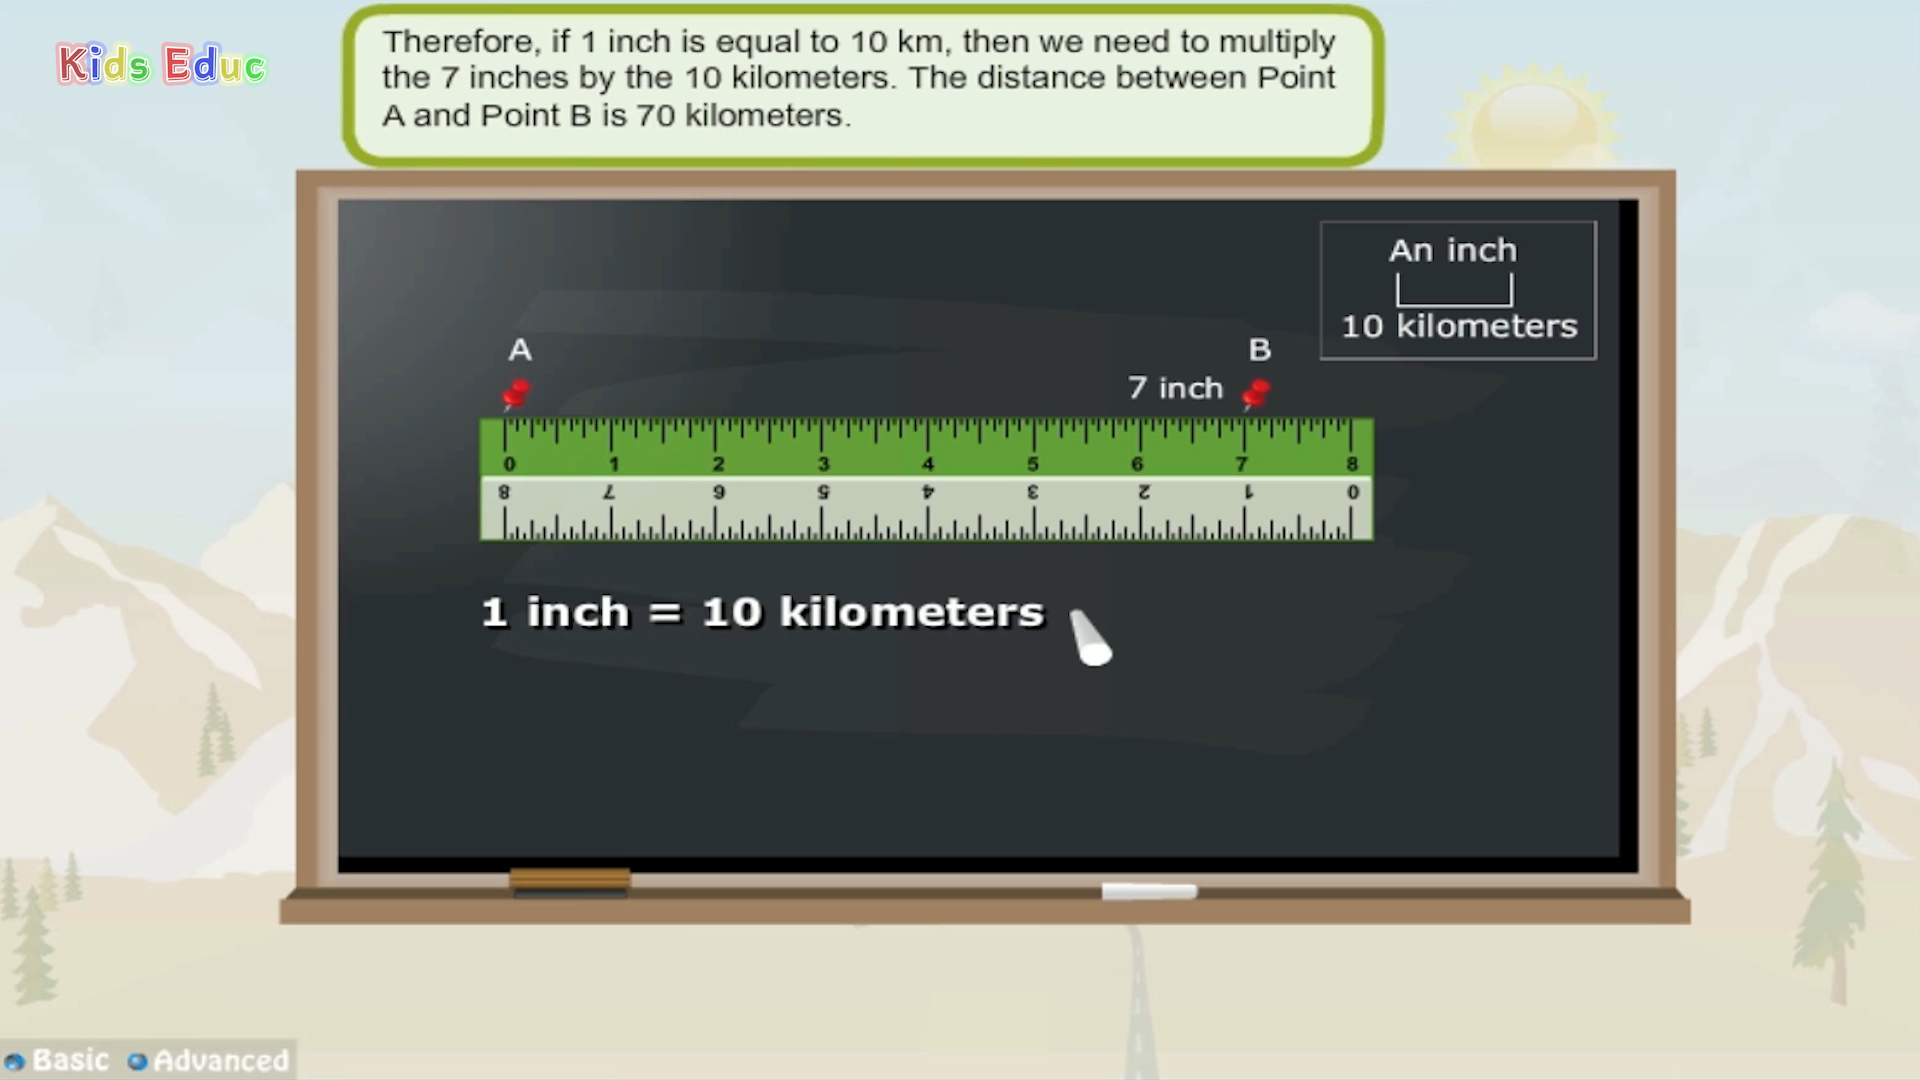 Kids Educ
Therefore, if 1 inch is equal to 10 km, then we need to multiply
the 7 inches by the 10 kilometers. The distance between Point
A and Point B is 70 kilometers.
An inch
10 kilometers
A
B
7 inch
0 1 2 3 4 5 6 7 8
8 7 6 5 4 3 2 1 0
1 inch = 10 kilometers
Basic Advanced